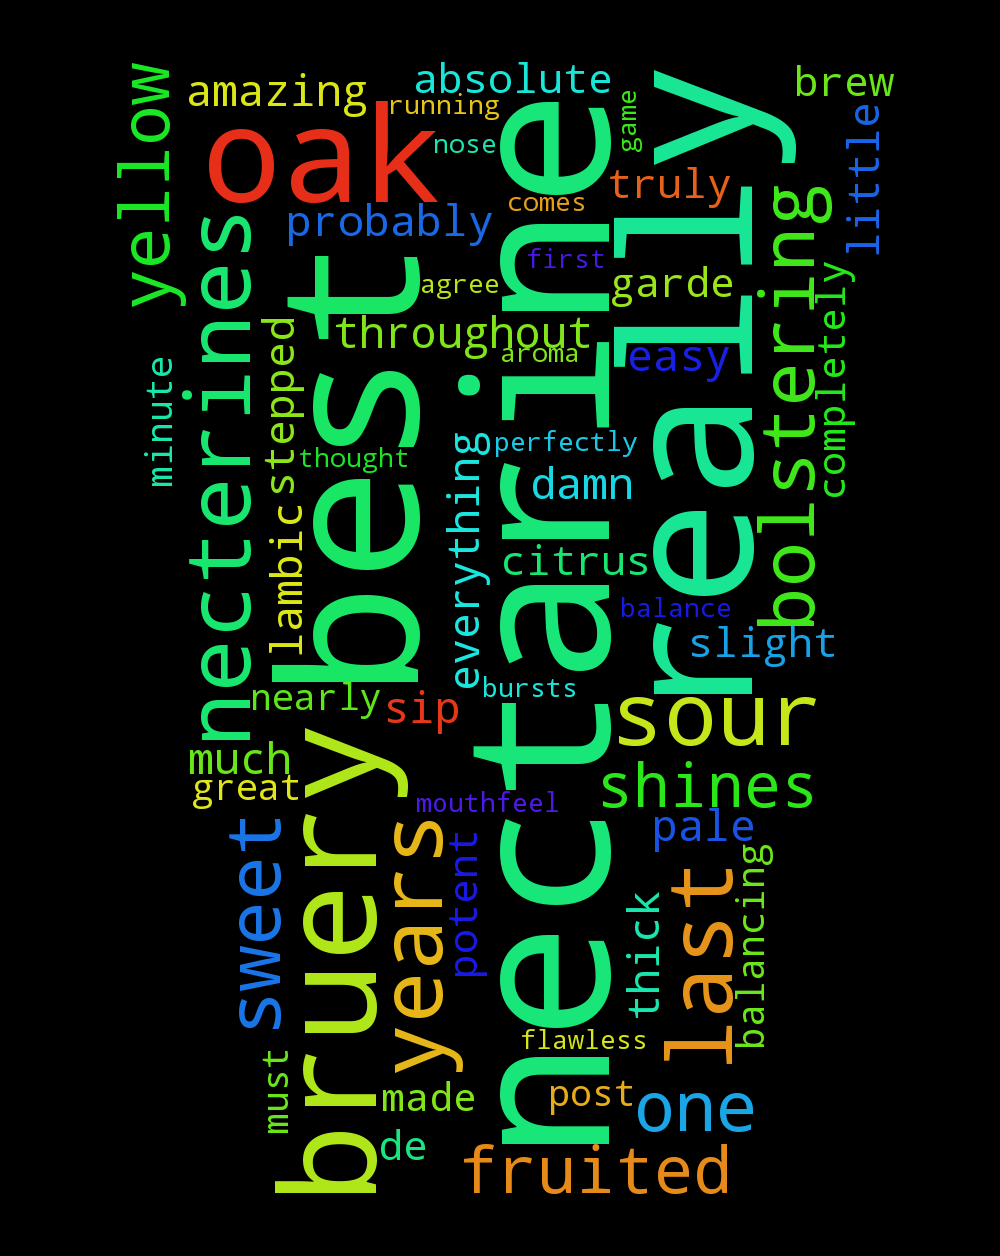 yellow
amazing
absolute
brew
running
oak
nose
game
really
little
truly
comes
probably
necterines
best
nectarine
bolstering
first
agree
garde
completely
throughout
aroma
easy
minute
stepped
thought
everything
perfectly
damn
lambic
citrus
balance
slight
nearly
sip
bursts
sour
much
great
bruery
mouthfeel
shines
pale
sweet
years
potent
balancing
last
thick
flawless
must
made
post
one
de
fruited